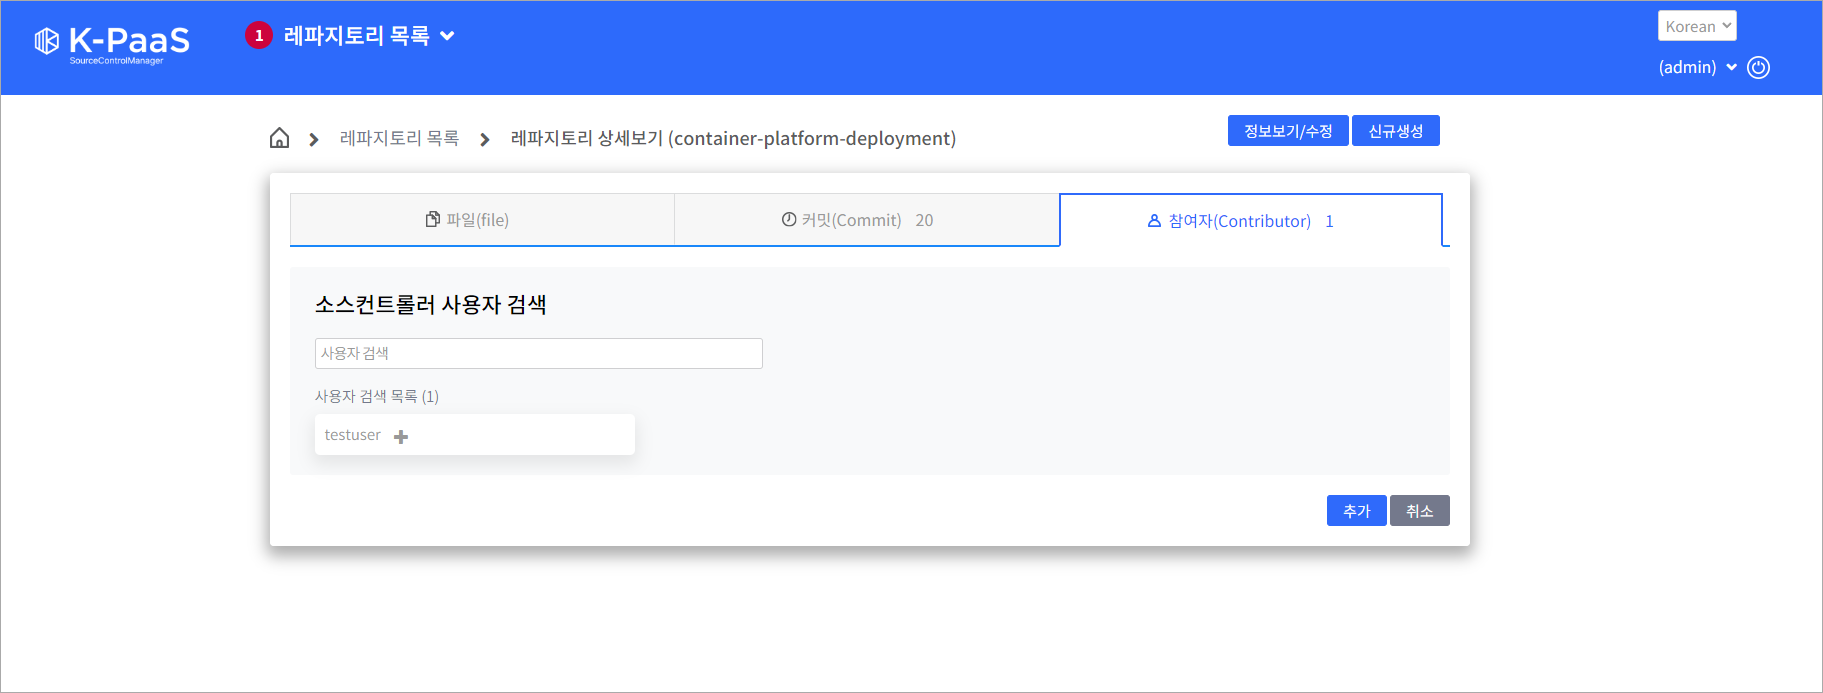 K-PaaS
SourceControlManager
1 레파지토리 목록
Korean
(admin)
레파지토리 목록 레파지토리 상세보기 (container-platform-deployment)
정보보기/수정 신규생성
파일(file) 커밋(Commit) 20 참여자(Contributor) 1
소스컨트롤러 사용자 검색
사용자 검색
사용자 검색 목록 (1)
testuser
추가 취소